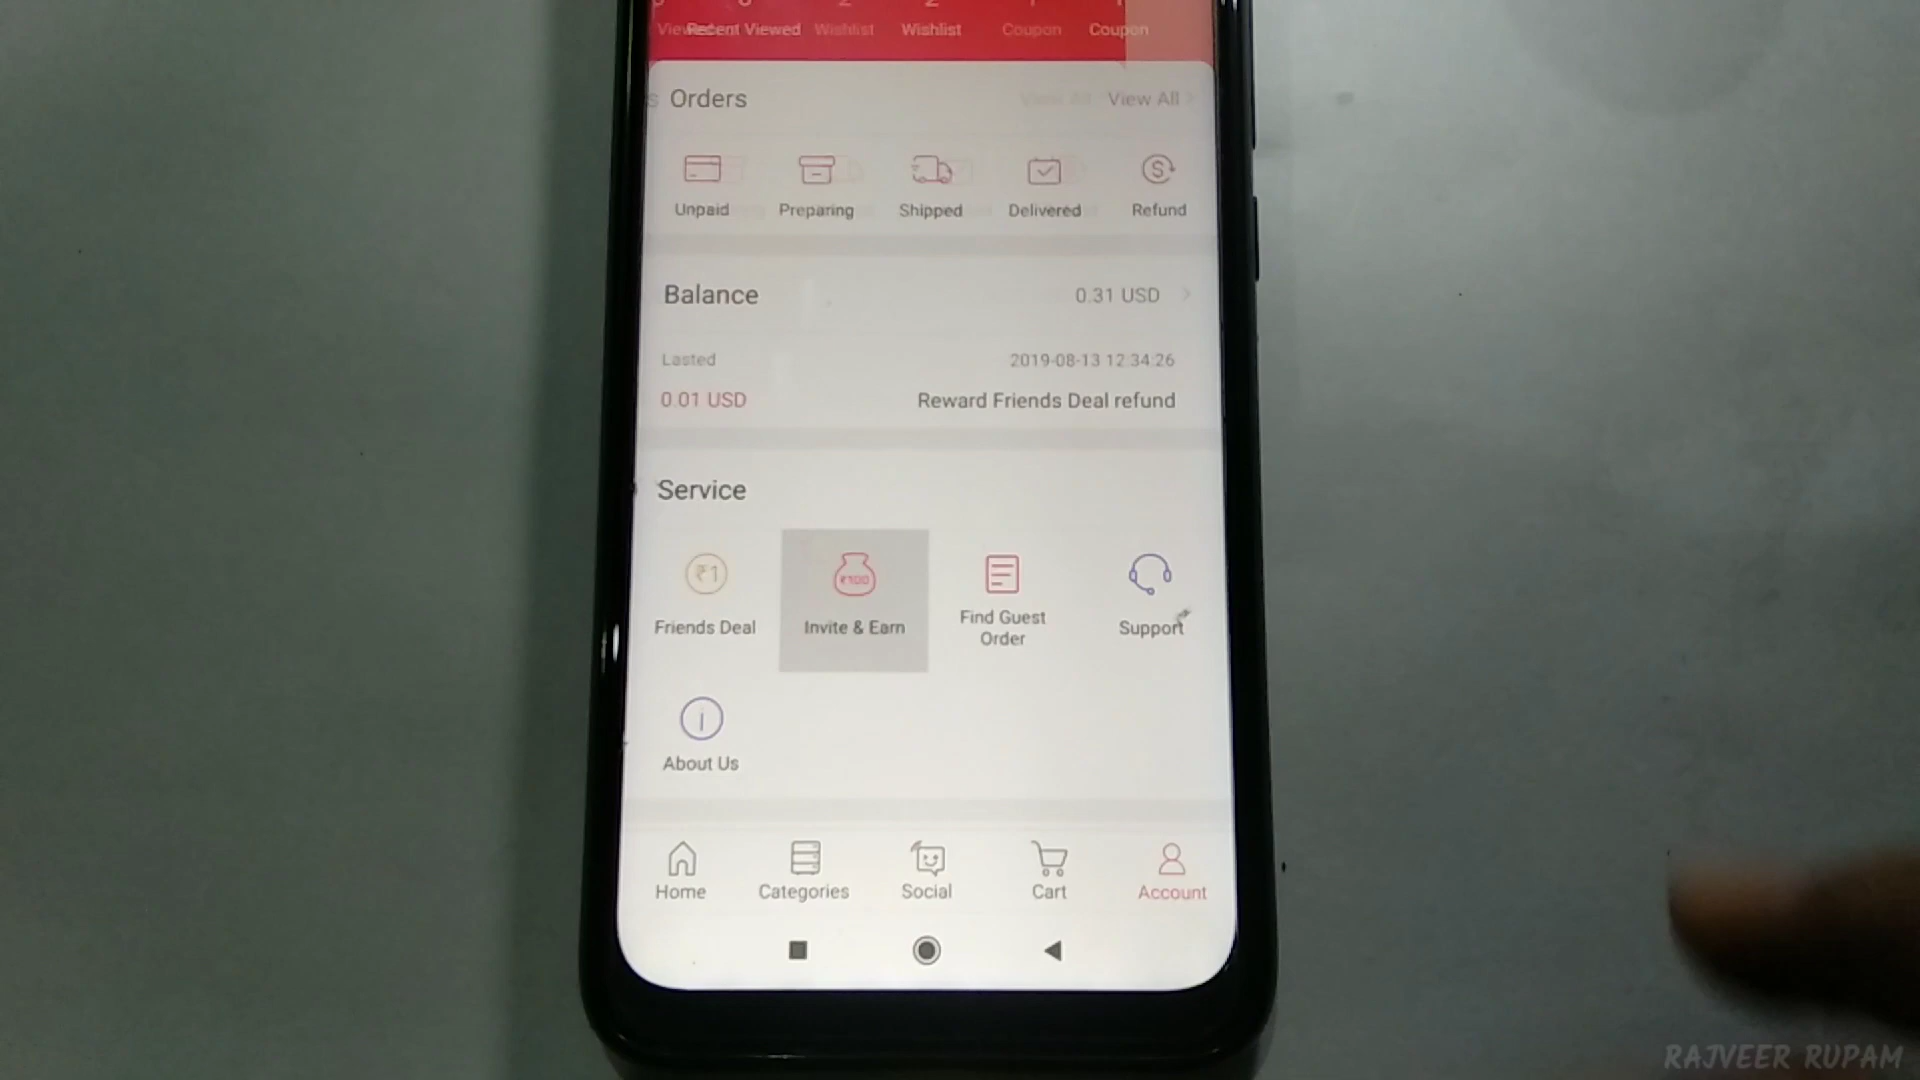 Recent Viewed Wishlist Wishlist Coupon Coupon
Orders View All
Unpaid Preparing Shipped Delivered Refund
Balance 0.31 USD
Lasted 2019-08-13 12:34:26
0.01 USD Reward Friends Deal refund
Service
₹1 ₹100
Friends Deal Invite & Earn Find Guest Order Support
About Us
Home Categories Social Cart Account
RAJVEER RUPAM